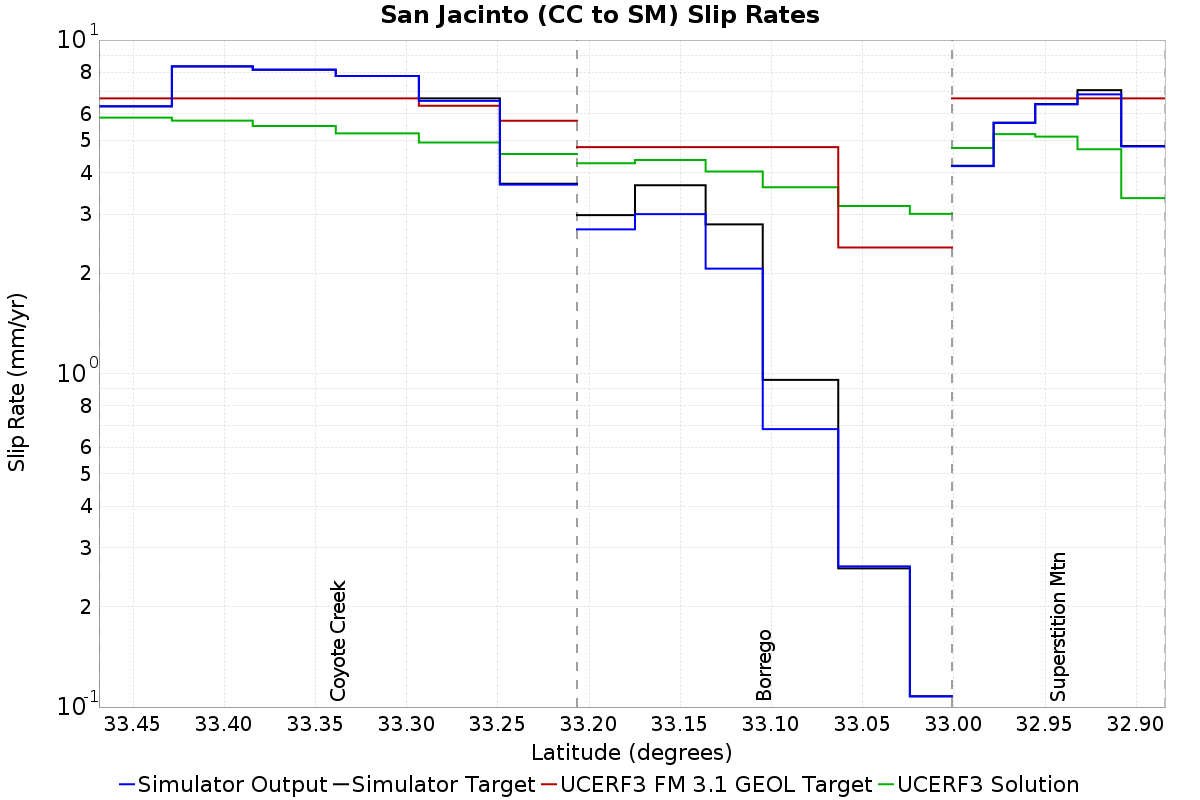 San Jacinto (CC to SM) Slip Rates
Slip Rate (mm/yr)
10^1
8
6
5
4
3
2
10^0
8
6
5
4
3
2
10^-1
Coyote Creek
Borrego
Superstition Mtn
33.45 33.40 33.35 33.30 33.25 33.20 33.15 33.10 33.05 33.00 32.95 32.90
Latitude (degrees)
Simulator Output Simulator Target UCERF3 FM 3.1 GEOL Target UCERF3 Solution